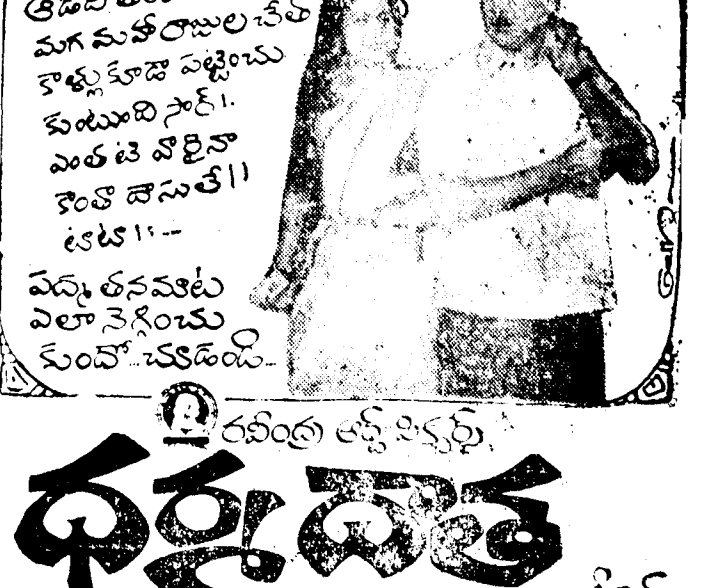 మగ మహారాజుల చేత
కాళ్లు కూడా పట్టించు
కుంటుంది సార్!
ఎంతటి వారైనా
కాంతా దాసులే!!
టాటా!!--
పద్మ తనమాట
ఎలా నెగ్గించు
కుందో..చూడండి..
రవీంద్రా ఆర్ట్ పిక్చర్స్
ధర్మదాత